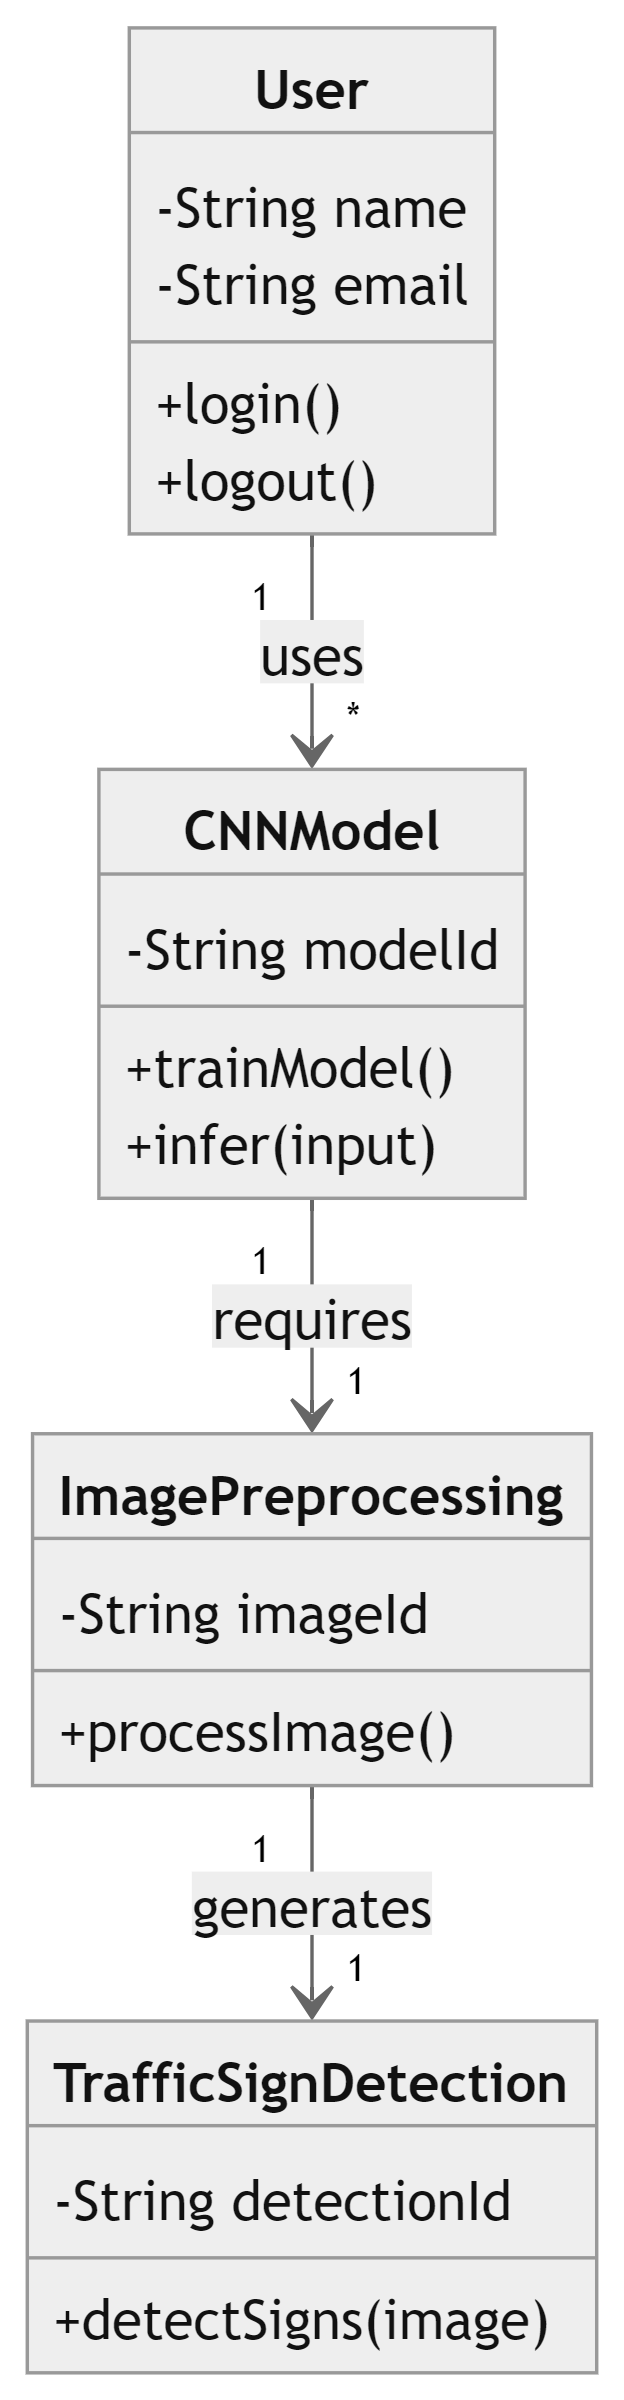 User
-String name
-String email
+login()
+logout()
1
uses
*
CNNModel
-String modelId
+trainModel()
+infer(input)
1
requires
1
ImagePreprocessing
-String imageId
+processImage()
1
generates
1
TrafficSignDetection
-String detectionId
+detectSigns(image)